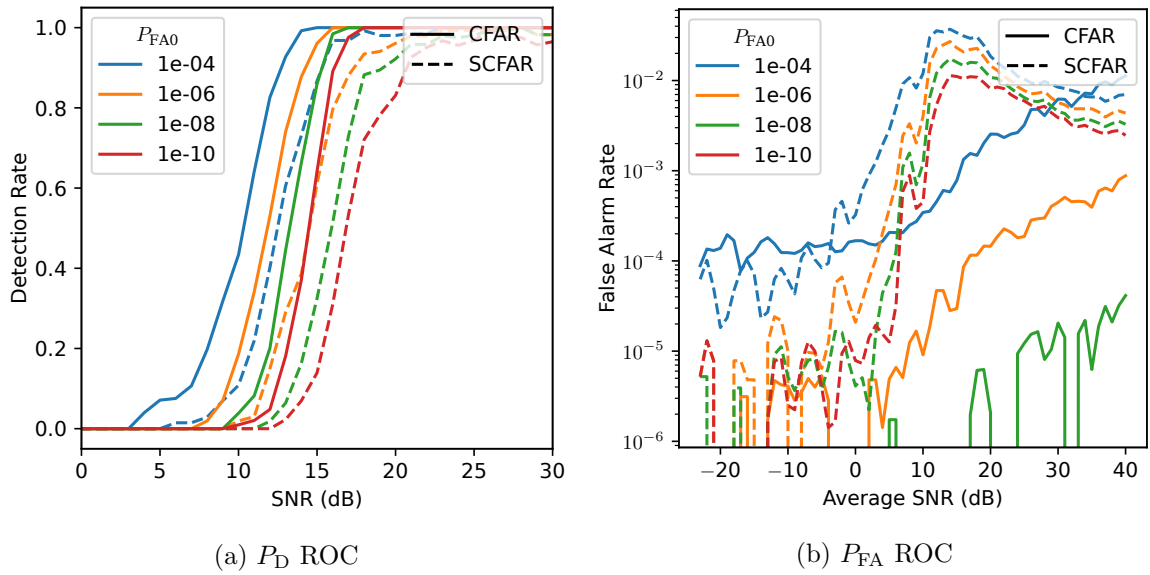 P_FA0
1e-04
1e-06
1e-08
1e-10
CFAR
SCFAR
1.0
0.8
0.6
0.4
0.2
0.0
Detection Rate
0
5
10
15
20
25
30
SNR (dB)
(a) P_D ROC
P_FA0
1e-04
1e-06
1e-08
1e-10
CFAR
SCFAR
10^−2
10^−3
10^−4
10^−5
10^−6
False Alarm Rate
−20
−10
0
10
20
30
40
Average SNR (dB)
(b) P_FA ROC